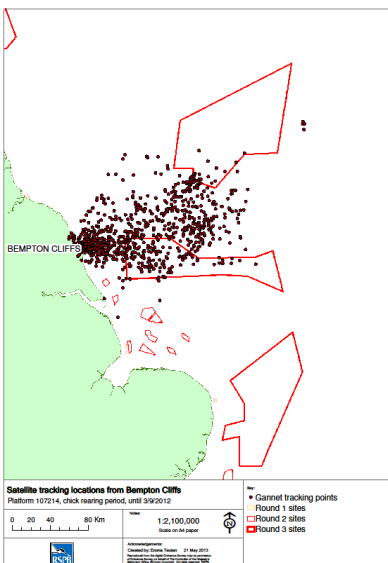 BEMPTON CLIFFS
Satellite tracking locations from Bempton Cliffs
Platform 107214, chick rearing period, until 3/9/2012
0 20 40 80 Km
Notes:
1:2,100,000
Scale on A4 paper
N
Key:
Gannet tracking points
Round 1 sites
Round 2 sites
Round 3 sites
RSPB
Acknowledgements:
Created by: Emma Teuten 21 May 2013